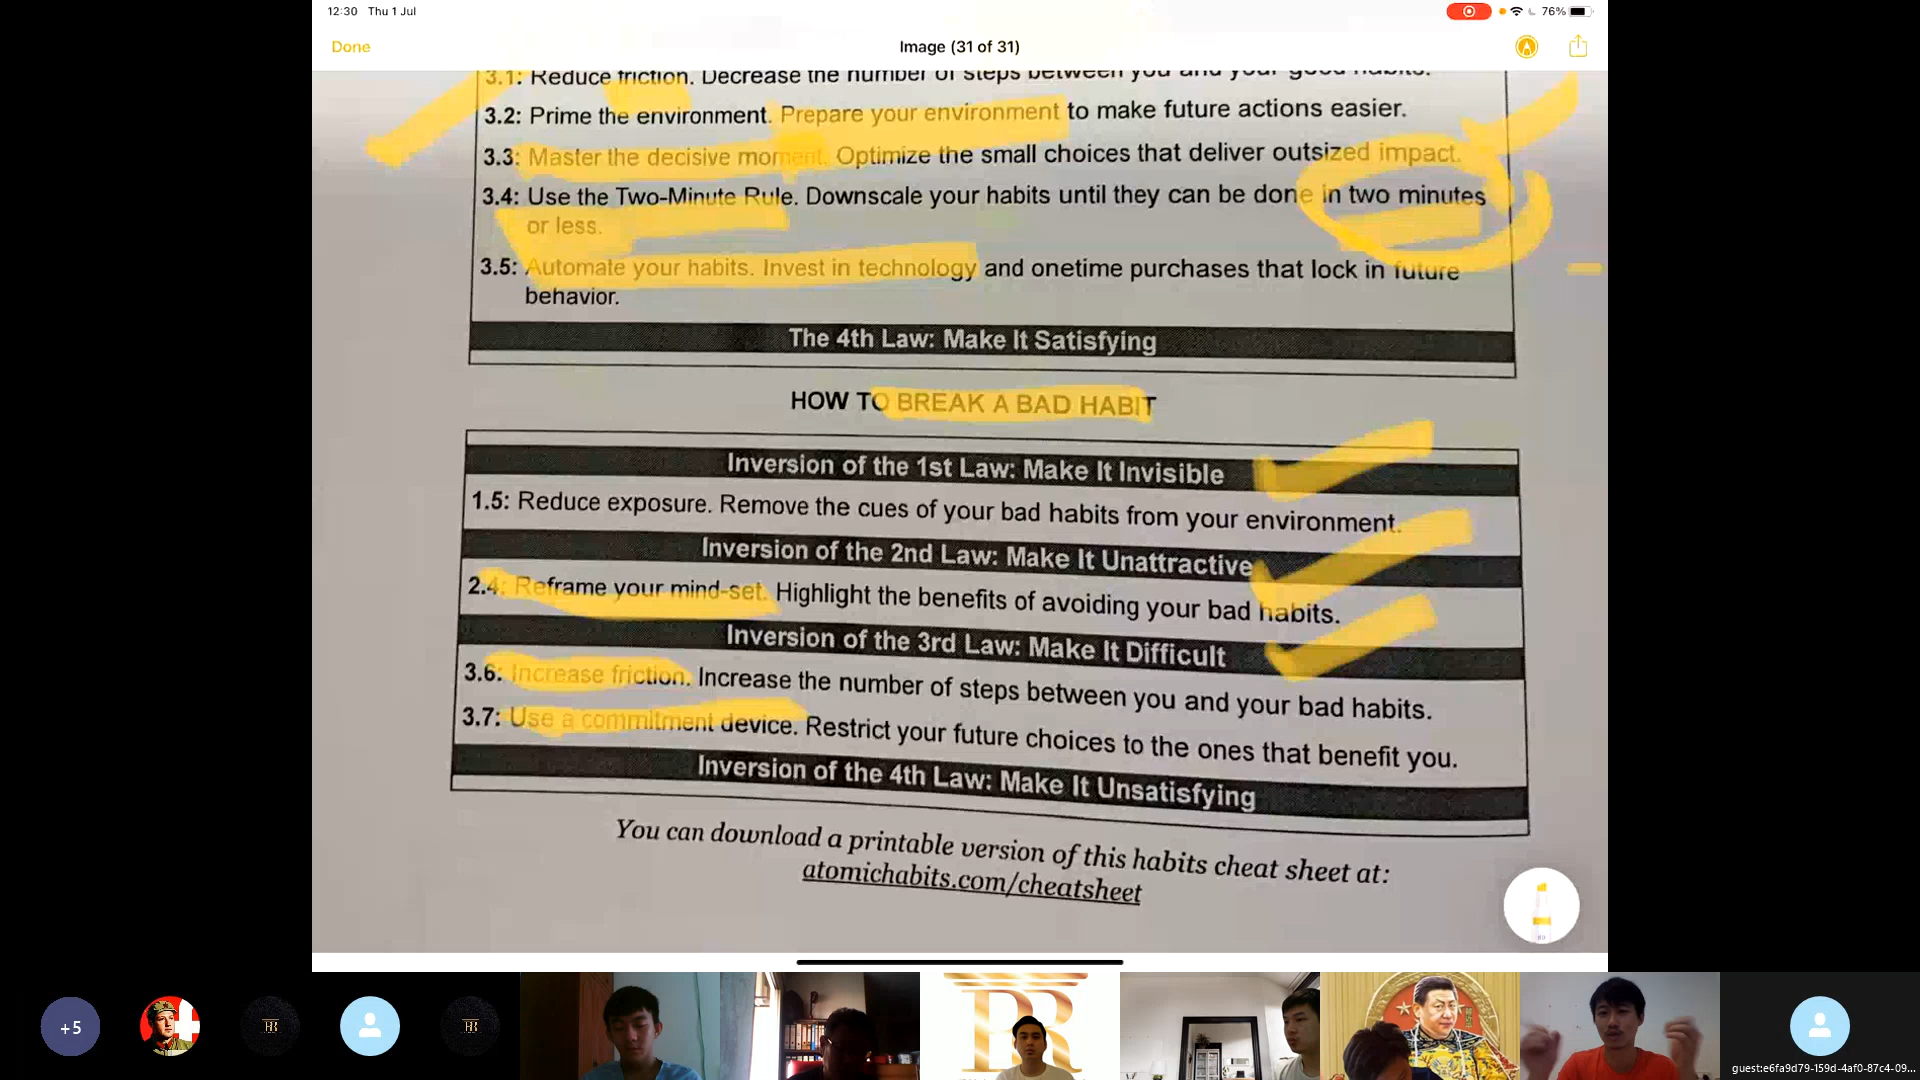 12:30 Thu 1 Jul
76%
Done
Image (31 of 31)
3.1: Reduce friction. Decrease the number of steps between you and your good habits.
3.2: Prime the environment. Prepare your environment to make future actions easier.
3.3: Master the decisive moment. Optimize the small choices that deliver outsized impact.
3.4: Use the Two-Minute Rule. Downscale your habits until they can be done in two minutes
or less.
3.5: Automate your habits. Invest in technology and onetime purchases that lock in future
behavior.
The 4th Law: Make It Satisfying
HOW TO BREAK A BAD HABIT
Inversion of the 1st Law: Make It Invisible
1.5: Reduce exposure. Remove the cues of your bad habits from your environment.
Inversion of the 2nd Law: Make It Unattractive
2.4: Reframe your mind-set. Highlight the benefits of avoiding your bad habits.
Inversion of the 3rd Law: Make It Difficult
3.6: Increase friction. Increase the number of steps between you and your bad habits.
3.7: Use a commitment device. Restrict your future choices to the ones that benefit you.
Inversion of the 4th Law: Make It Unsatisfying
You can download a printable version of this habits cheat sheet at:
atomichabits.com/cheatsheet
80
+5
guest:e6fa9d79-159d-4af0-87c4-09...